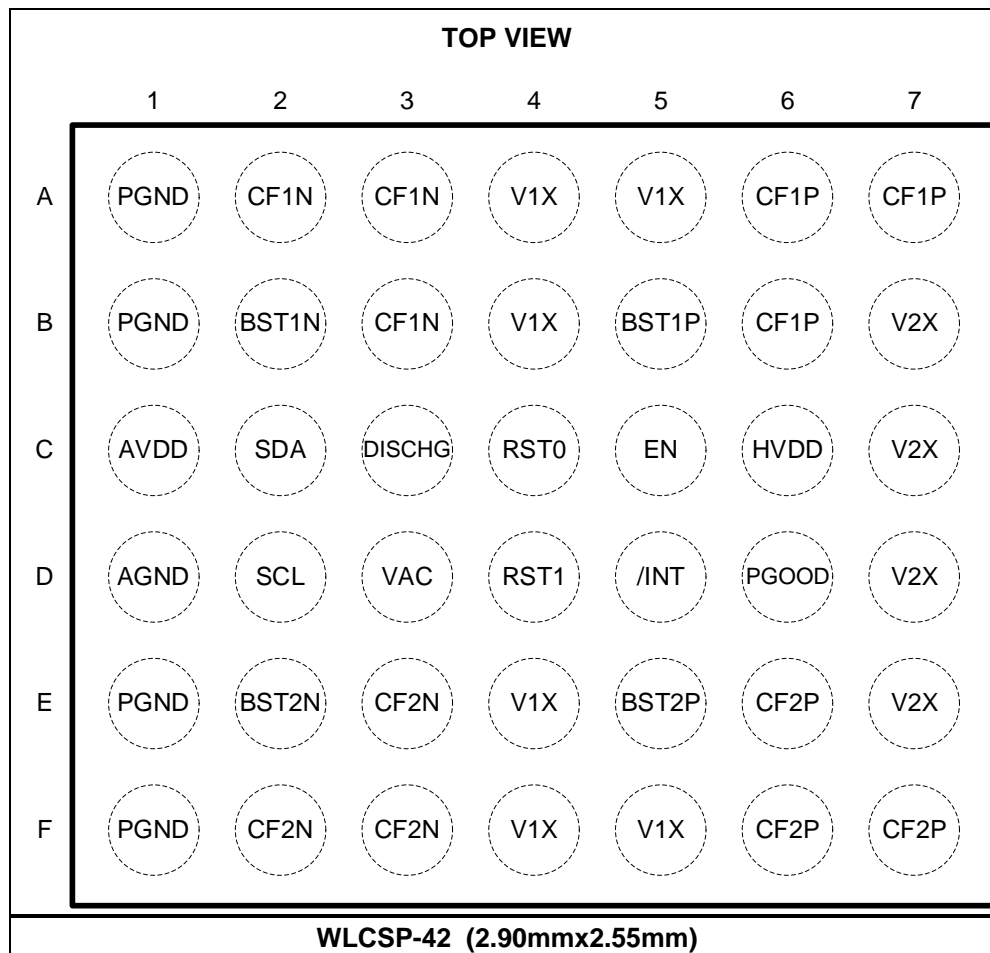 TOP VIEW
1 2 3 4 5 6 7
A PGND CF1N CF1N V1X V1X CF1P CF1P
B PGND BST1N CF1N V1X BST1P CF1P V2X
C AVDD SDA DISCHG RST0 EN HVDD V2X
D AGND SCL VAC RST1 /INT PGOOD V2X
E PGND BST2N CF2N V1X BST2P CF2P V2X
F PGND CF2N CF2N V1X V1X CF2P CF2P
WLCSP-42 (2.90mmx2.55mm)